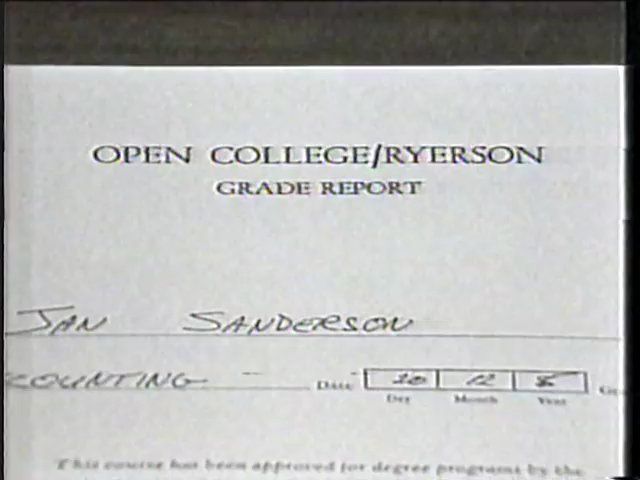 OPEN COLLEGE/RYERSON
GRADE REPORT
JAN SANDERSON
COUNTING Date 20 12 8
Day Month Year
This course has been approved for degree programs by the